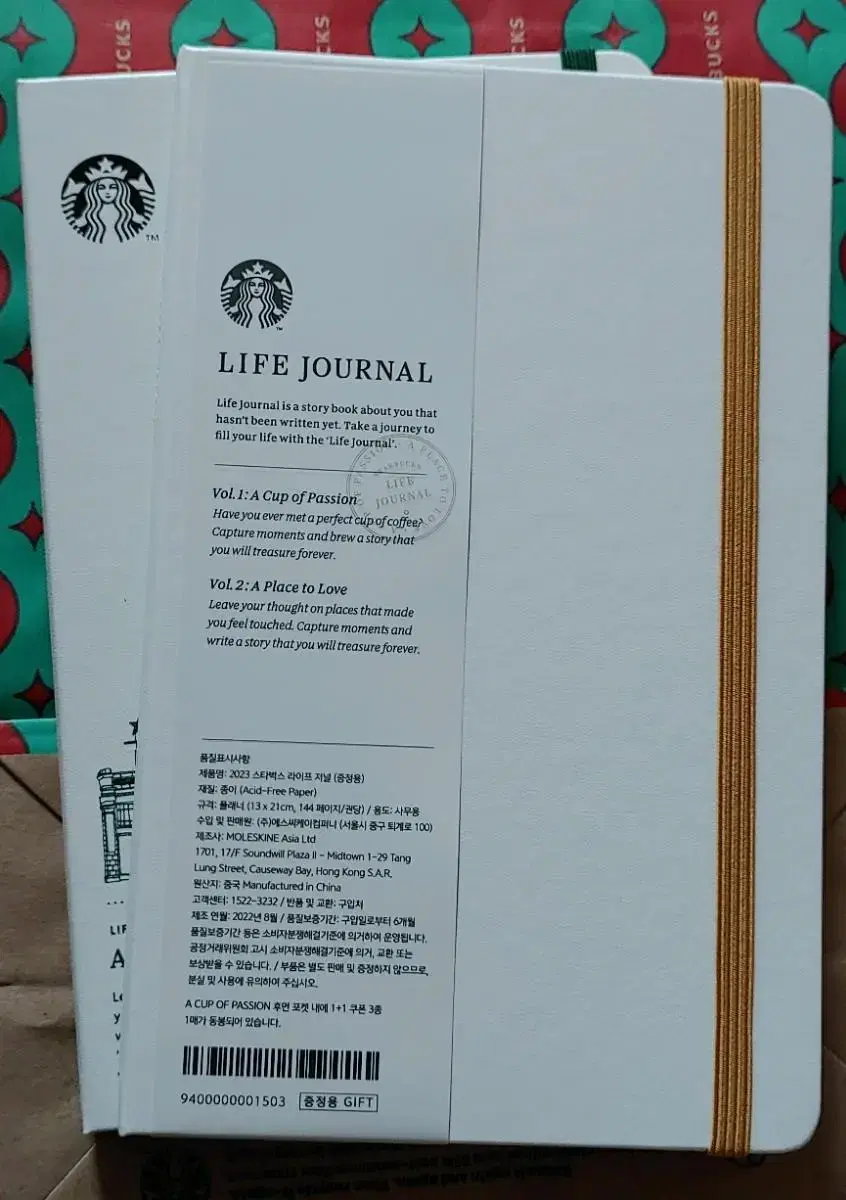 BUCKS
BUCKS
BUCKS
BUCKS
TM
TM
LIFE JOURNAL
Life Journal is a story book about you that
hasn't been written yet. Take a journey to
fill your life with the 'Life Journal'.
A PLACE TO LOVE
OF PASSION
STARBUCKS
LIFE
JOURNAL
Vol. 1: A Cup of Passion
Have you ever met a perfect cup of coffee?
Capture moments and brew a story that
you will treasure forever.
Vol. 2: A Place to Love
Leave your thought on places that made
you feel touched. Capture moments and
write a story that you will treasure forever.
품질표시사항
제품명: 2023 스타벅스 라이프 저널 (증정용)
재질: 종이 (Acid-Free Paper)
규격: 플래너 (13 x 21cm, 144 페이지/권당) / 용도: 사무용
수입 및 판매원: (주)에스씨케이컴퍼니 (서울시 중구 퇴계로 100)
제조사: MOLESKINE Asia Ltd
1701, 17/F Soundwill Plaza II - Midtown 1-29 Tang
Lung Street, Causeway Bay, Hong Kong S.A.R.
원산지: 중국 Manufactured in China
고객센터: 1522-3232 / 반품 및 교환: 구입처
제조 연월: 2022년 8월 / 품질보증기간: 구입일로부터 6개월
품질보증기간 등은 소비자분쟁해결기준에 의거하여 운영됩니다.
공정거래위원회 고시 소비자분쟁해결기준에 의거, 교환 또는
보상받을 수 있습니다. / 부품은 별도 판매 및 증정하지 않으므로,
분실 및 사용에 유의하여 주십시오.
A CUP OF PASSION 후면 포켓 내에 1+1 쿠폰 3종
1매가 동봉되어 있습니다.
9400000001503 증정용 GIFT
LIF
A